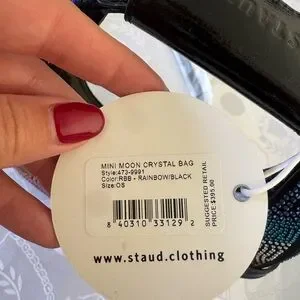 MINI MOON CRYSTAL BAG
Style:473-9991
Color:RBB - RAINBOW/BLACK
Size:OS
8 40310 33129 2
SUGGESTED RETAIL
PRICE:$395.00
www.staud.clothing